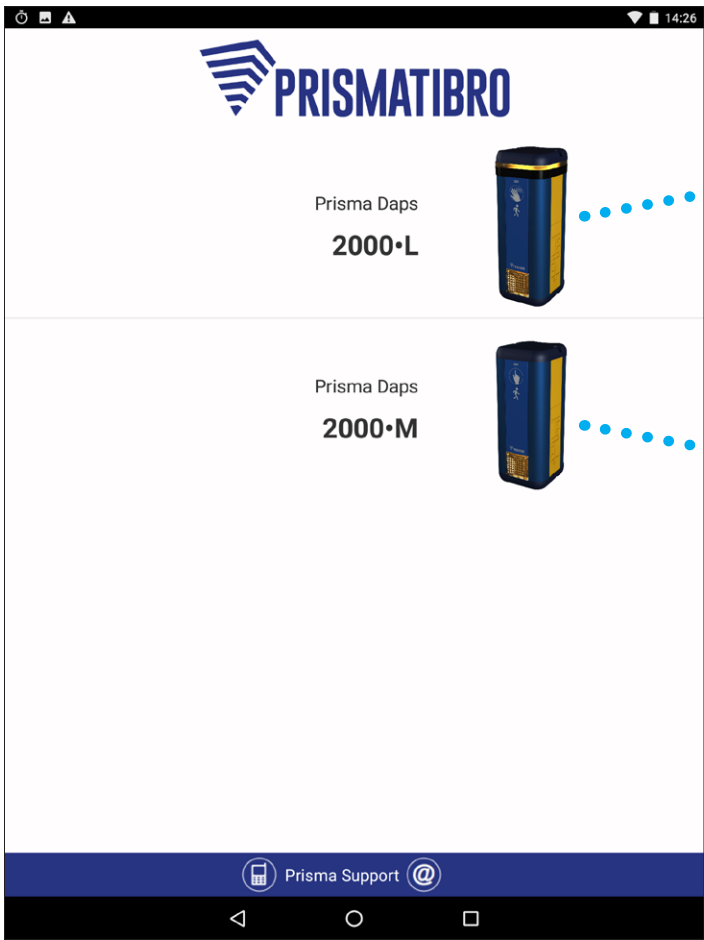 14:26
PRISMATIBRO
Prisma Daps
2000•L
Prisma Daps
2000•M
Prisma Support @